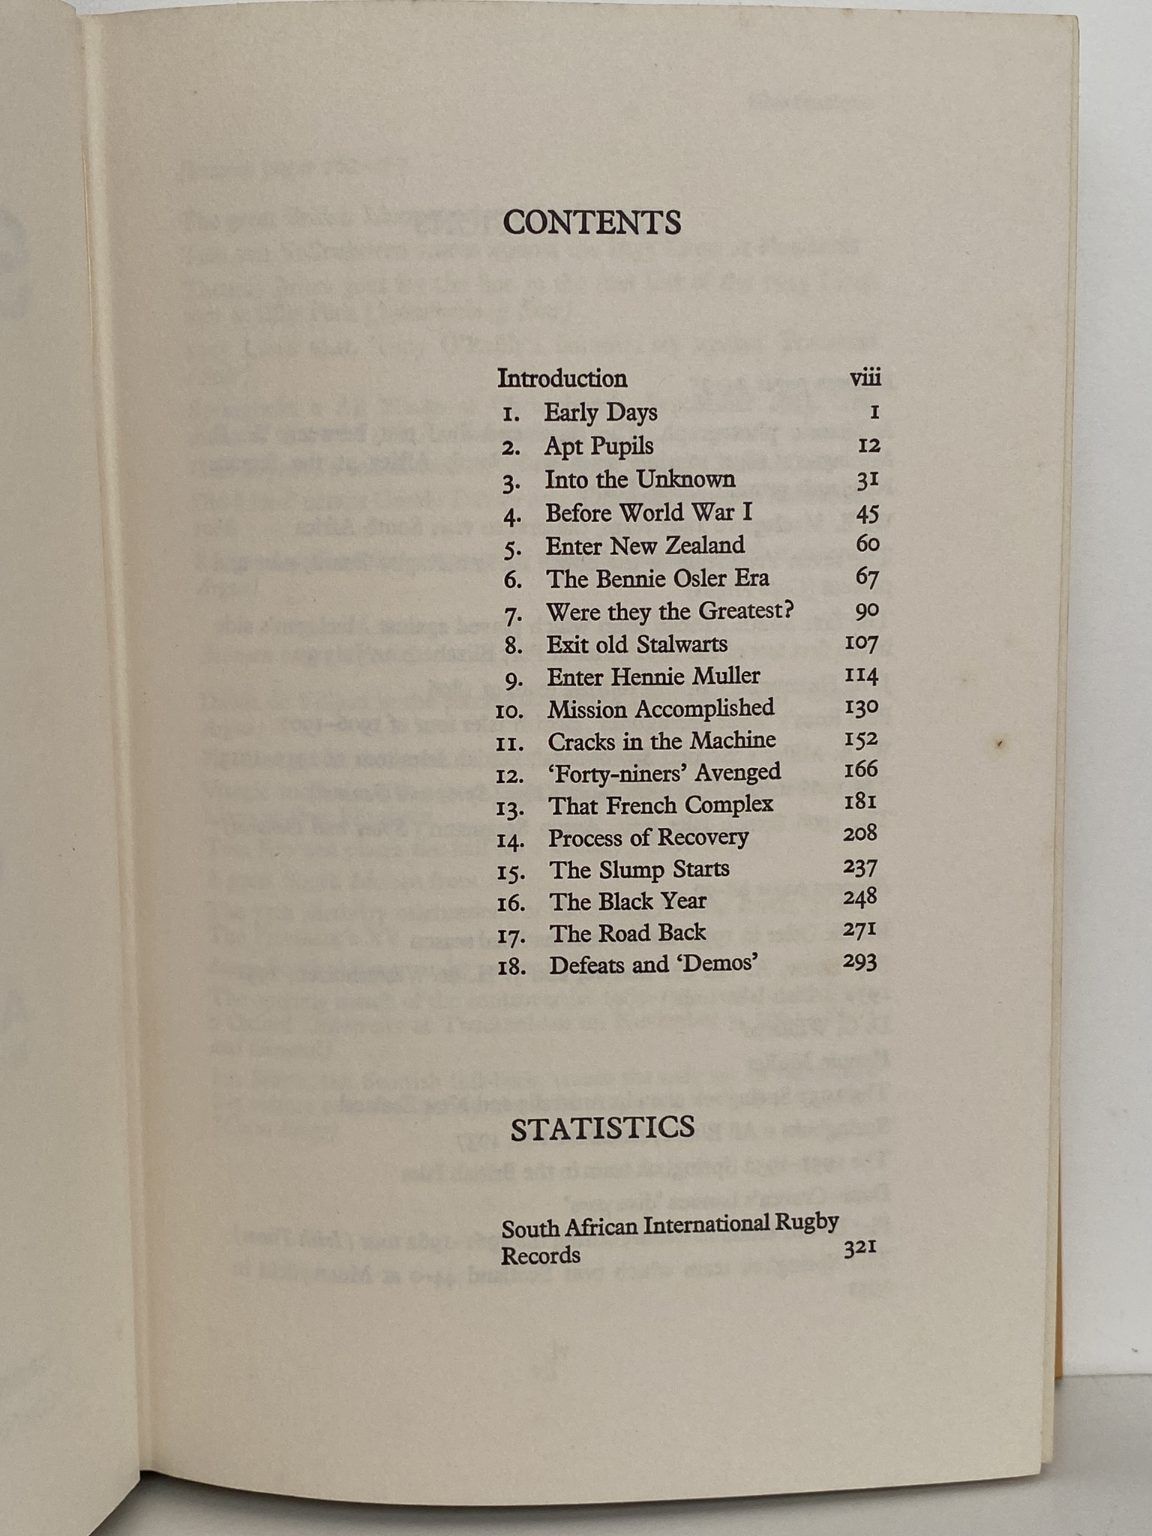 CONTENTS
Introduction viii
1. Early Days 1
2. Apt Pupils 12
3. Into the Unknown 31
4. Before World War I 45
5. Enter New Zealand 60
6. The Bennie Osler Era 67
7. Were they the Greatest? 90
8. Exit old Stalwarts 107
9. Enter Hennie Muller 114
10. Mission Accomplished 130
11. Cracks in the Machine 152
12. ‘Forty-niners’ Avenged 166
13. That French Complex 181
14. Process of Recovery 208
15. The Slump Starts 237
16. The Black Year 248
17. The Road Back 271
18. Defeats and ‘Demos’ 293
STATISTICS
South African International Rugby
Records 321